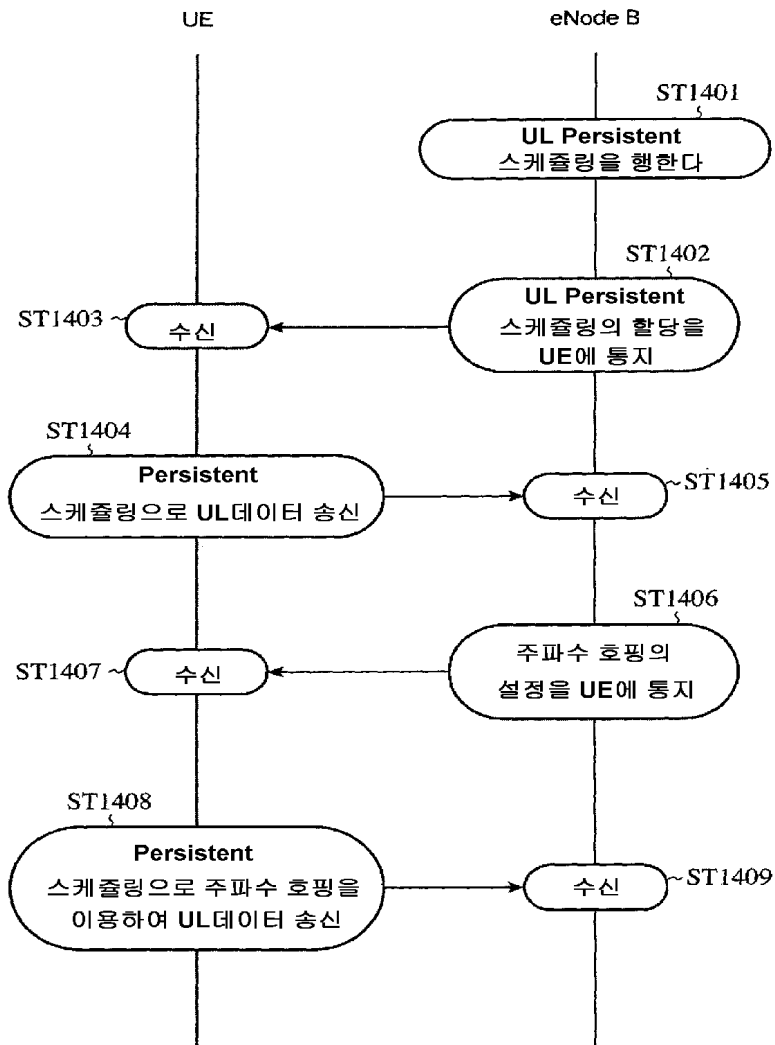 UE
eNode B
ST1401
UL Persistent
스케쥴링을 행한다
ST1402
UL Persistent
스케쥴링의 할당을
UE에 통지
ST1403
수신
ST1404
Persistent
스케쥴링으로 UL데이터 송신
수신
ST1405
ST1406
주파수 호핑의
설정을 UE에 통지
ST1407
수신
ST1408
Persistent
스케쥴링으로 주파수 호핑을
이용하여 UL데이터 송신
수신
ST1409